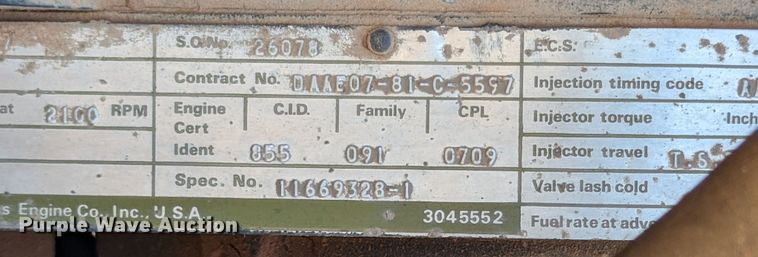 S.O. No. 26078 E.C.S.
Contract No. DAAE07-81-C-5597 Injection timing code
at 2100 RPM Engine C.I.D. Family CPL Injector torque Inch
Cert
Ident 855 091 0709 Injector travel T.S.
Spec. No. 11669328-1 Valve lash cold
s Engine Co., Inc., U.S.A. 3045552 Fuel rate at adve
Purple Wave Auction